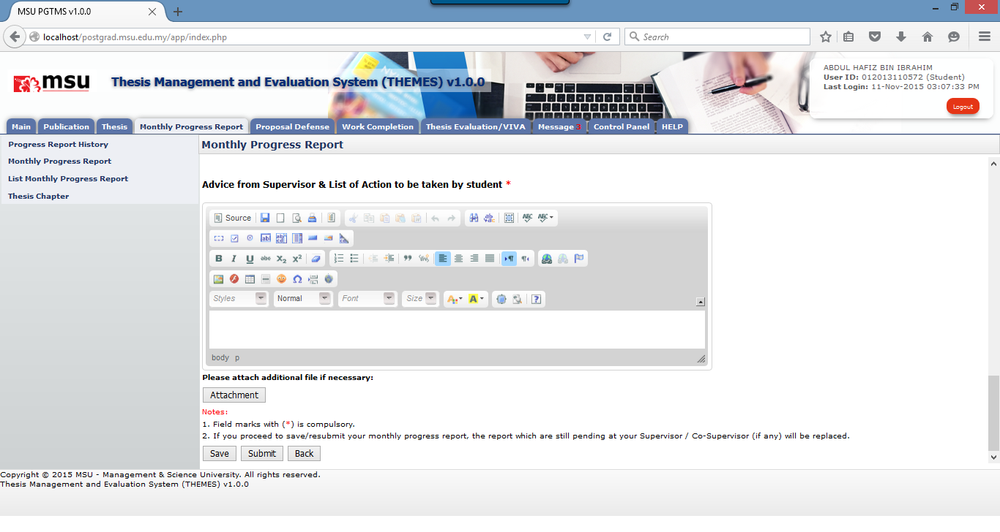 MSU PGTMS v1.0.0
localhost/postgrad.msu.edu.my/app/index.php
Search
msu
Thesis Management and Evaluation System (THEMES) v1.0.0
ABDUL HAFIZ BIN IBRAHIM
User ID: 012013110572 (Student)
Last Login: 11-Nov-2015 03:07:33 PM
Logout
Main Publication Thesis Monthly Progress Report Proposal Defense Work Completion Thesis Evaluation/VIVA Message 3 Control Panel HELP
Progress Report History
Monthly Progress Report
List Monthly Progress Report
Thesis Chapter
Monthly Progress Report
Advice from Supervisor & List of Action to be taken by student *
Source
Styles Normal Font Size
body p
Please attach additional file if necessary:
Attachment
Notes:
1. Field marks with (*) is compulsory.
2. If you proceed to save/resubmit your monthly progress report, the report which are still pending at your Supervisor / Co-Supervisor (if any) will be replaced.
Save Submit Back
Copyright © 2015 MSU - Management & Science University. All rights reserved.
Thesis Management and Evaluation System (THEMES) v1.0.0